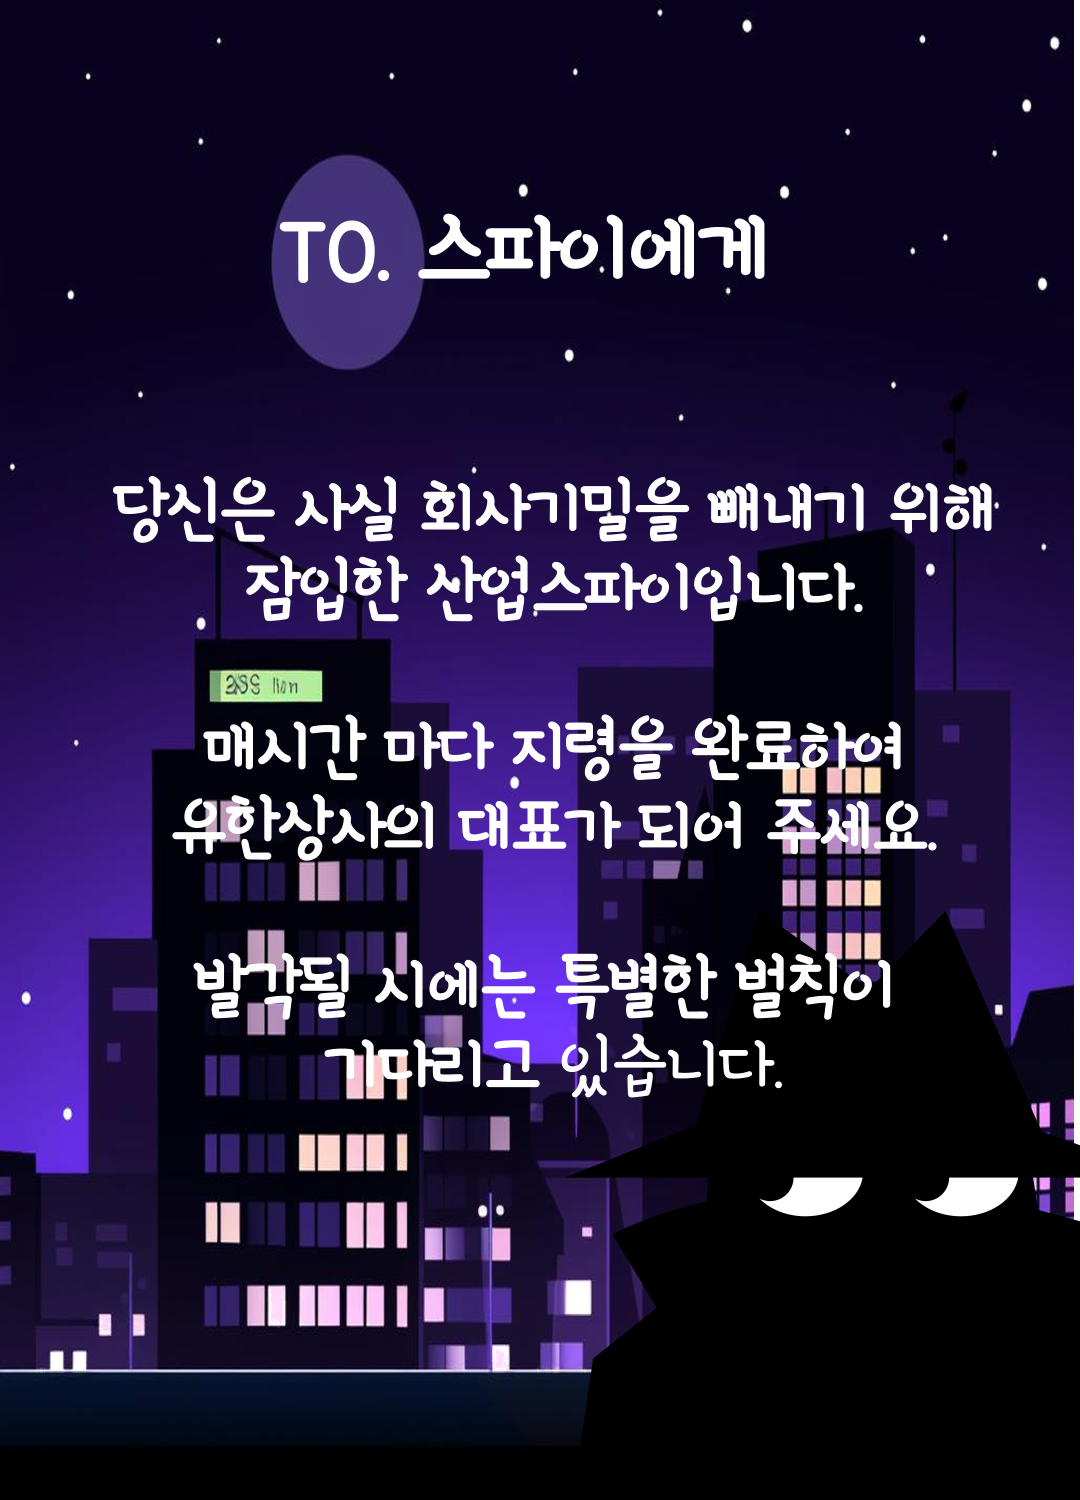 TO. 스파이에게
당신은 사실 회사기밀을 빼내기 위해
잠입한 산업스파이입니다.
매시간 마다 지령을 완료하여
유한상사의 대표가 되어 주세요.
발각될 시에는 특별한 벌칙이
기다리고 있습니다.